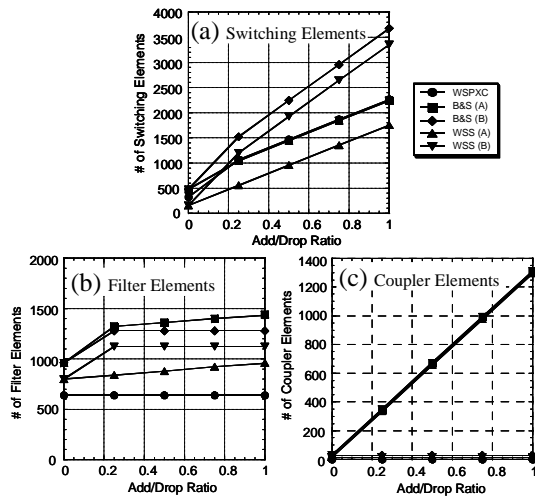 (a) Switching Elements
4000
3500
3000
2500
2000
1500
1000
500
0
# of Switching Elements
0 0.2 0.4 0.6 0.8 1
Add/Drop Ratio
WSPXC
B&S (A)
B&S (B)
WSS (A)
WSS (B)
(b) Filter Elements
2000
1500
1000
500
0
# of Filter Elements
0 0.2 0.4 0.6 0.8 1
Add/Drop Ratio
(c) Coupler Elements
1400
1200
1000
800
600
400
200
0
# of Coupler Elements
0 0.2 0.4 0.6 0.8 1
Add/Drop Ratio